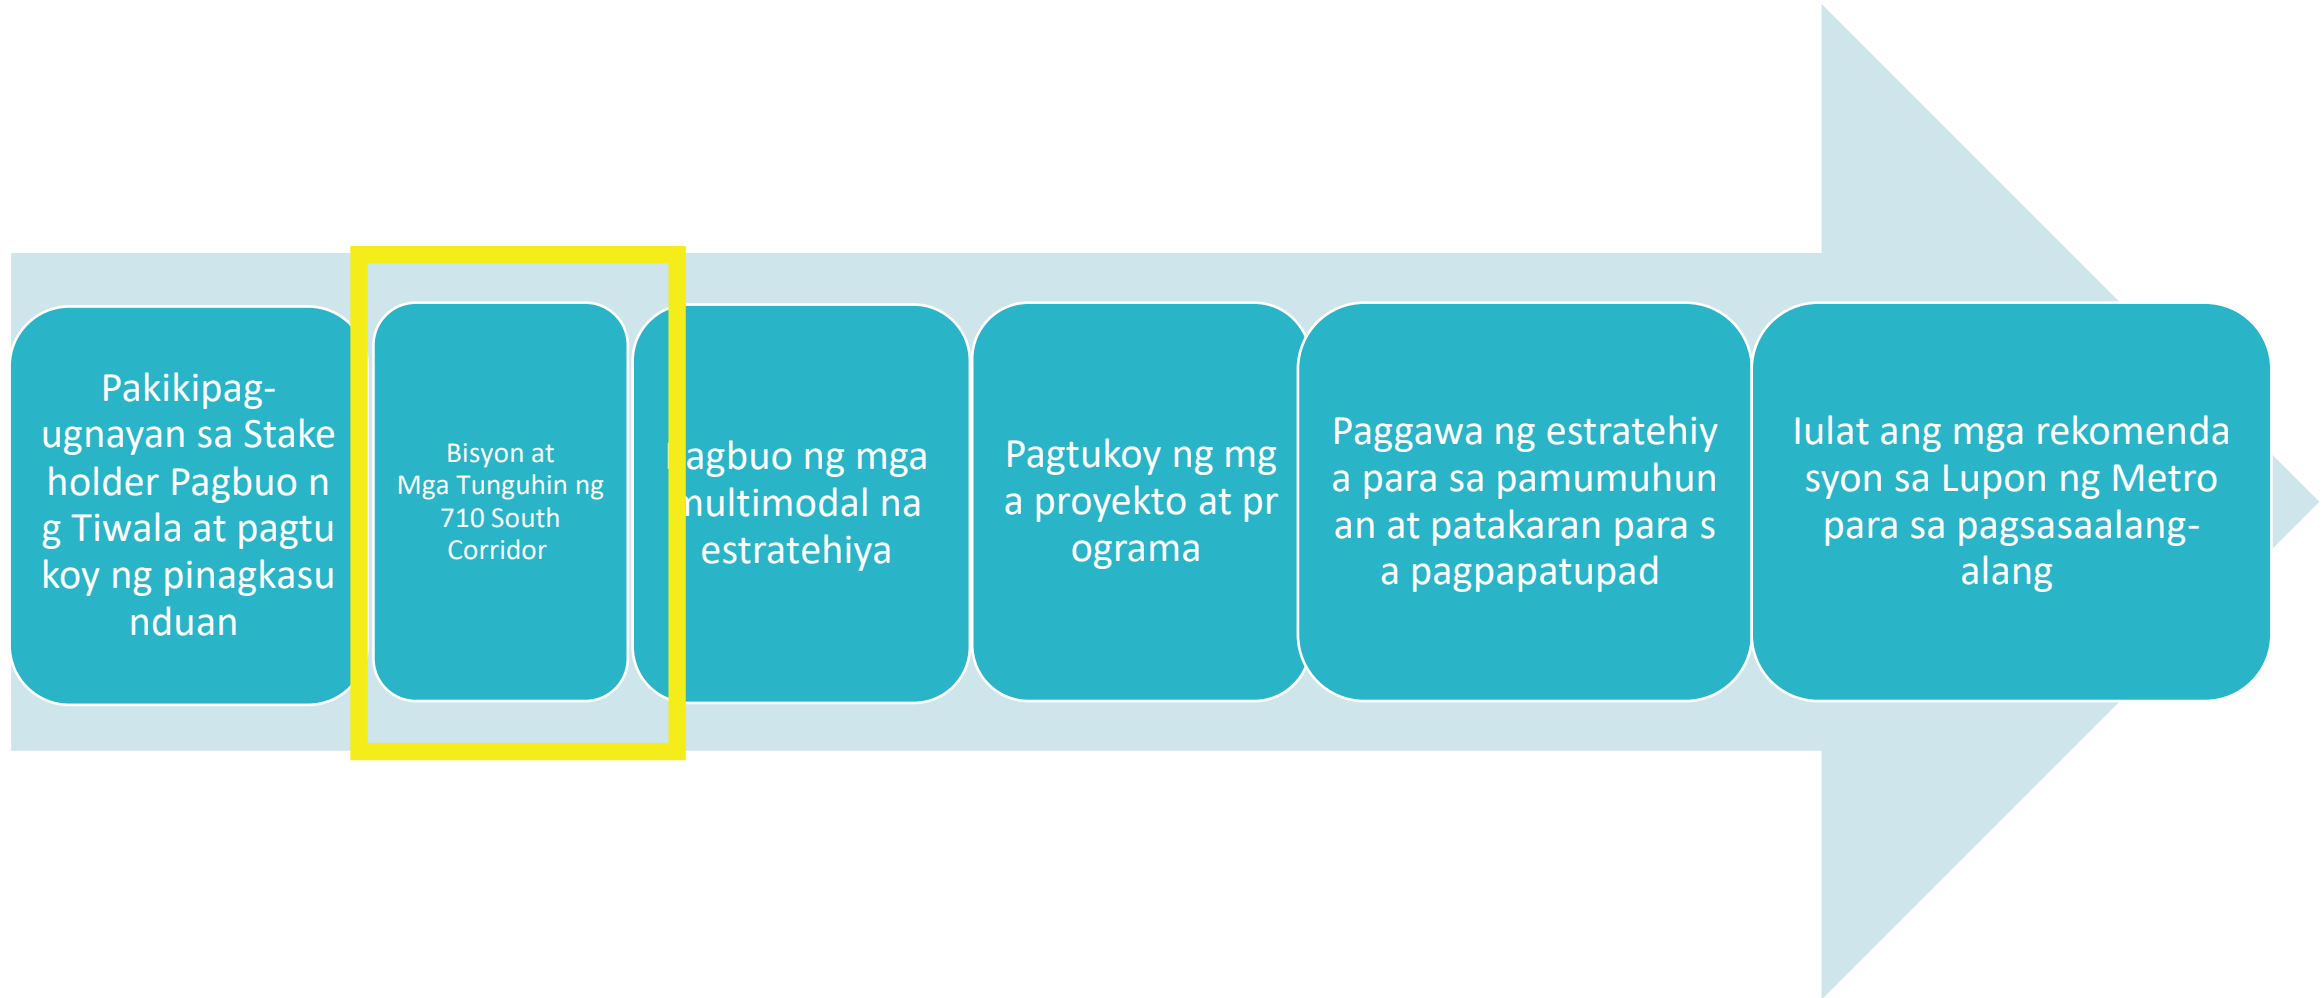 Pakikipag-
ugnayan sa Stake
holder Pagbuo n
g Tiwala at pagtu
koy ng pinagkasu
nduan
Bisyon at
Mga Tunguhin ng
710 South
Corridor
agbuo ng mga
multimodal na
estratehiya
Pagtukoy ng mg
a proyekto at pr
ograma
Paggawa ng estratehiy
a para sa pamumuhun
an at patakaran para s
a pagpapatupad
Iulat ang mga rekomenda
syon sa Lupon ng Metro
para sa pagsasaalang-
alang